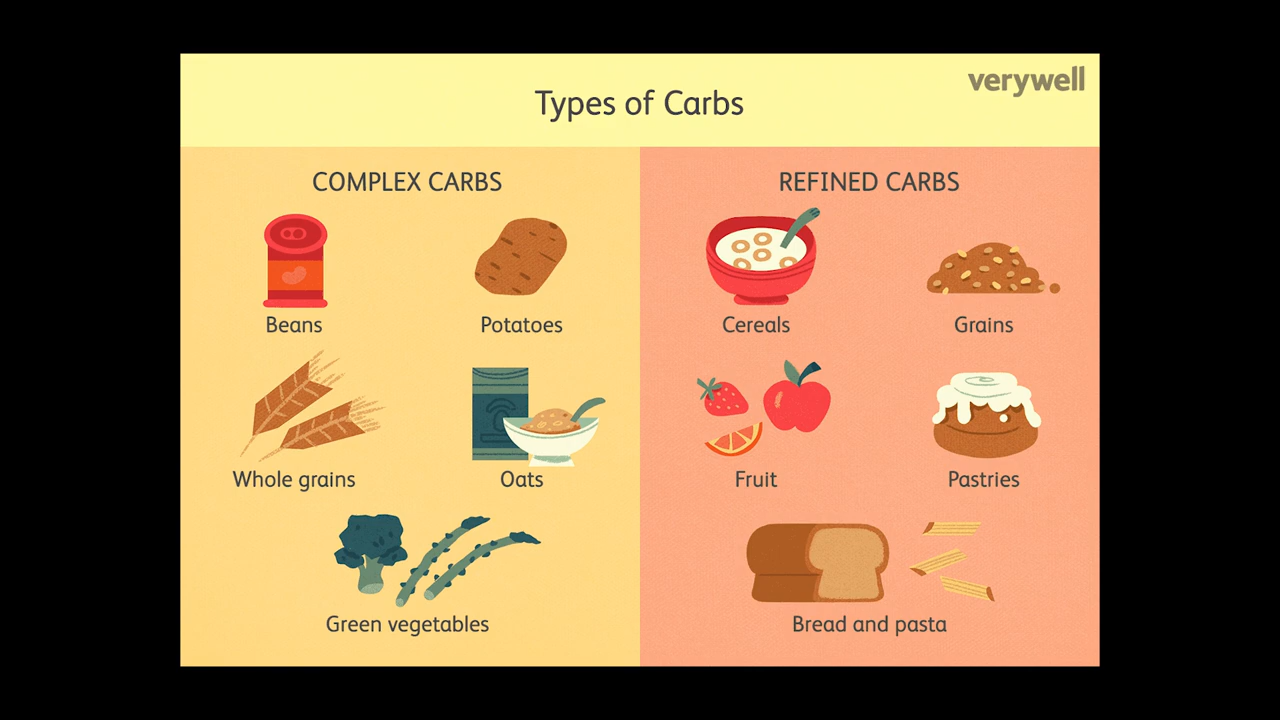 verywell
Types of Carbs
COMPLEX CARBS
Beans
Potatoes
Whole grains
Oats
Green vegetables
REFINED CARBS
Cereals
Grains
Fruit
Pastries
Bread and pasta